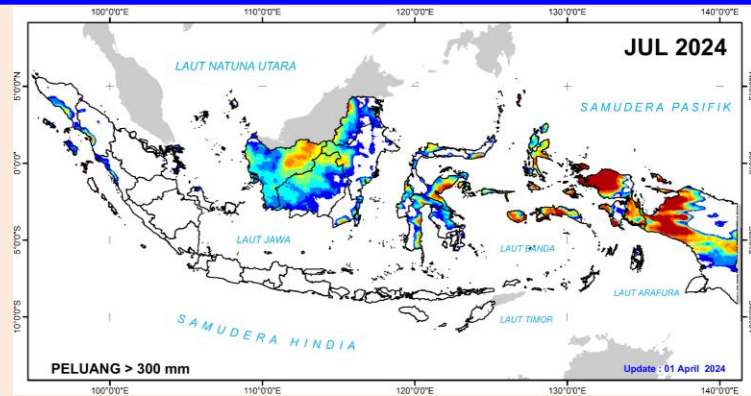 100°0'0"E 110°0'0"E 120°0'0"E 130°0'0"E 140°0'0"E
JUL 2024
LAUT NATUNA UTARA
5°0'0"N
SAMUDERA PASIFIK
0°0'0"
LAUT JAWA
LAUT BANDA
5°0'0"S
LAUT ARAFURA
SAMUDERA HINDIA
LAUT TIMOR
10°0'0"S
PELUANG > 300 mm
Update : 01 April 2024
100°0'0"E 110°0'0"E 120°0'0"E 130°0'0"E 140°0'0"E